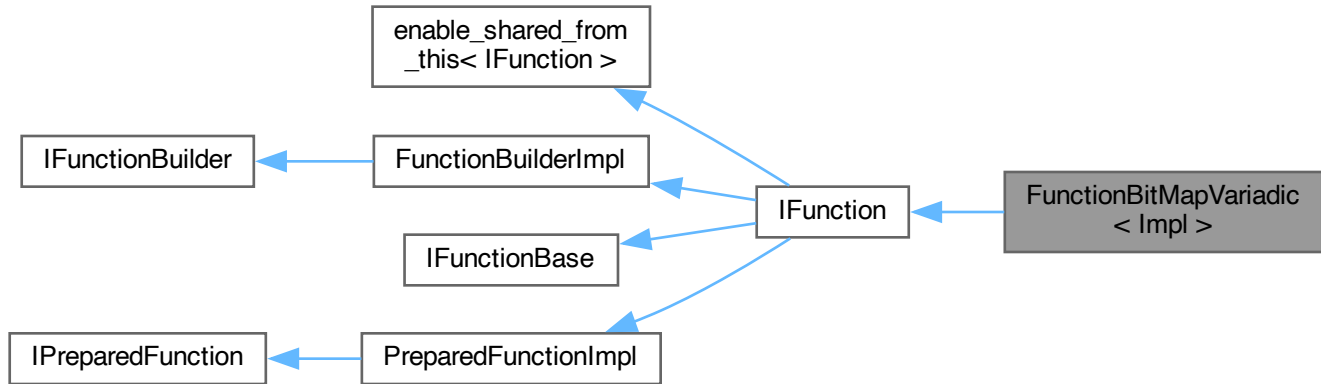 enable_shared_from
_this< IFunction >
IFunctionBuilder
FunctionBuilderImpl
IFunction
FunctionBitMapVariadic
< Impl >
IFunctionBase
IPreparedFunction
PreparedFunctionImpl